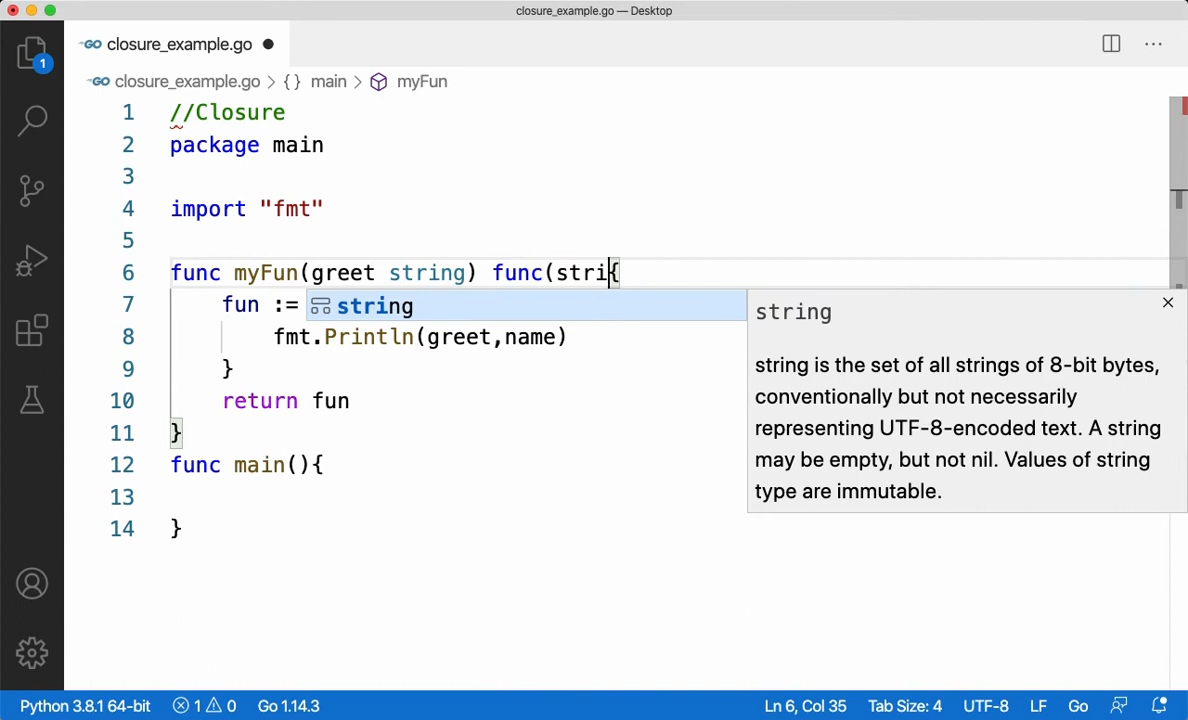 closure_example.go — Desktop
GO closure_example.go
GO closure_example.go > {} main > myFun
1
1 //Closure
2 package main
3
4 import "fmt"
5
6 func myFun(greet string) func(stri{
7 fun := string
8 fmt.Println(greet,name)
9 }
10 return fun
11 }
12 func main(){
13
14 }
string
string is the set of all strings of 8-bit bytes,
conventionally but not necessarily
representing UTF-8-encoded text. A string
may be empty, but not nil. Values of string
type are immutable.
Python 3.8.1 64-bit 1 0 Go 1.14.3 Ln 6, Col 35 Tab Size: 4 UTF-8 LF Go